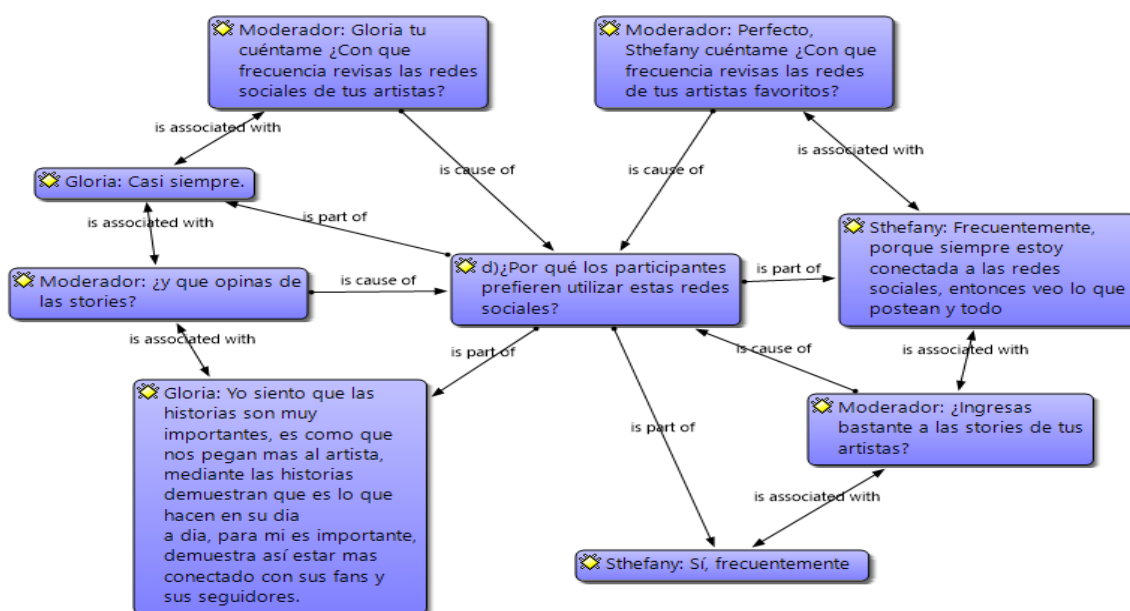 Moderador: Gloria tu
cuéntame ¿Con que
frecuencia revisas las redes
sociales de tus artistas?
Moderador: Perfecto,
Sthefany cuéntame ¿Con que
frecuencia revisas las redes
de tus artistas favoritos?
is associated with
is associated with
is cause of
is cause of
Gloria: Casi siempre.
is associated with
is part of
Sthefany: Frecuentemente,
porque siempre estoy
conectada a las redes
sociales, entonces veo lo que
postean y todo
Moderador: ¿y que opinas de
las stories?
is cause of
d)¿Por qué los participantes
prefieren utilizar estas redes
sociales?
is part of
is associated with
is part of
is cause of
is associated with
Gloria: Yo siento que las
historias son muy
importantes, es como que
nos pegan mas al artista,
mediante las historias
demuestran que es lo que
hacen en su dia
a dia, para mi es importante,
demuestra así estar mas
conectado con sus fans y
sus seguidores.
is part of
Moderador: ¿Ingresas
bastante a las stories de tus
artistas?
is associated with
Sthefany: Sí, frecuentemente